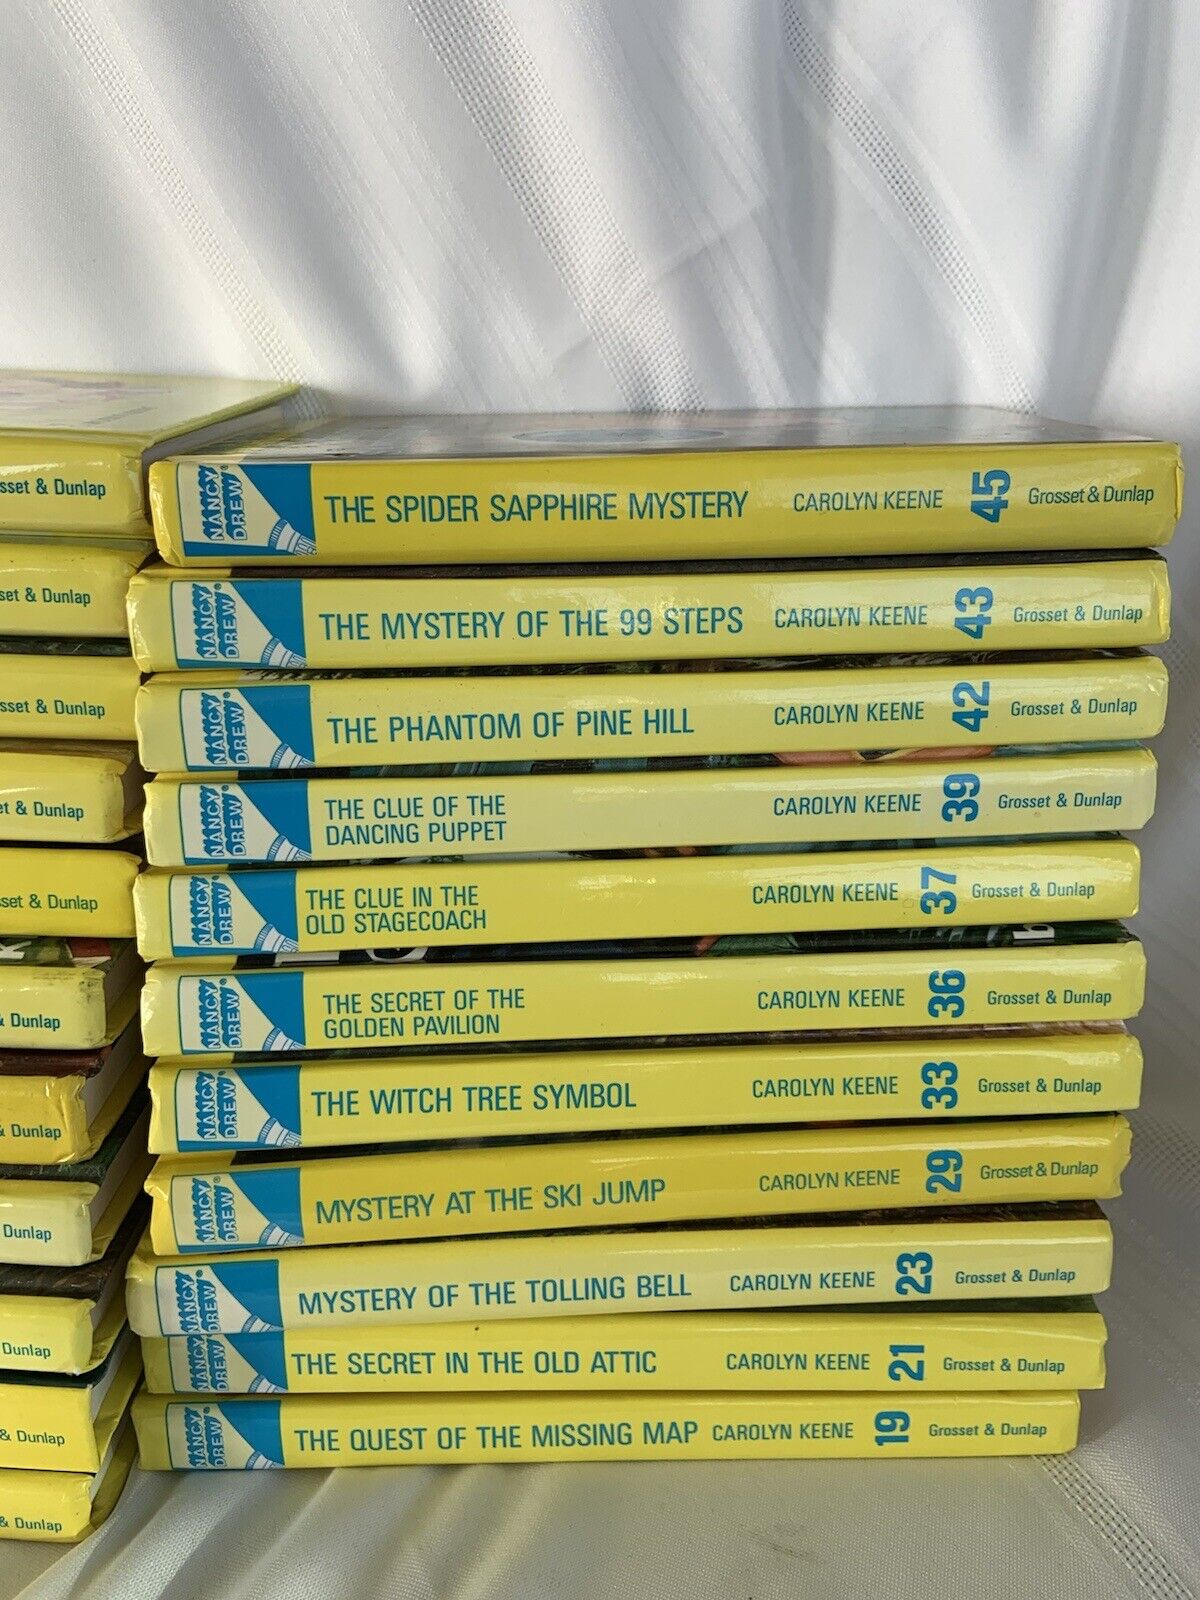 sset & Dunlap
set & Dunlap
sset & Dunlap
et & Dunlap
sset & Dunlap
K
& Dunlap
& Dunlap
Dunlap
Dunlap
& Dunlap
& Dunlap
NANCY DREW® THE SPIDER SAPPHIRE MYSTERY CAROLYN KEENE 45 Grosset & Dunlap
NANCY DREW® THE MYSTERY OF THE 99 STEPS CAROLYN KEENE 43 Grosset & Dunlap
NANCY DREW® THE PHANTOM OF PINE HILL CAROLYN KEENE 42 Grosset & Dunlap
NANCY DREW® THE CLUE OF THE
DANCING PUPPET CAROLYN KEENE 39 Grosset & Dunlap
NANCY DREW® THE CLUE IN THE
OLD STAGECOACH CAROLYN KEENE 37 Grosset & Dunlap
NANCY DREW® THE SECRET OF THE
GOLDEN PAVILION CAROLYN KEENE 36 Grosset & Dunlap
NANCY DREW® THE WITCH TREE SYMBOL CAROLYN KEENE 33 Grosset & Dunlap
NANCY DREW® MYSTERY AT THE SKI JUMP CAROLYN KEENE 29 Grosset & Dunlap
NANCY DREW® MYSTERY OF THE TOLLING BELL CAROLYN KEENE 23 Grosset & Dunlap
NANCY DREW® THE SECRET IN THE OLD ATTIC CAROLYN KEENE 21 Grosset & Dunlap
NANCY DREW® THE QUEST OF THE MISSING MAP CAROLYN KEENE 19 Grosset & Dunlap